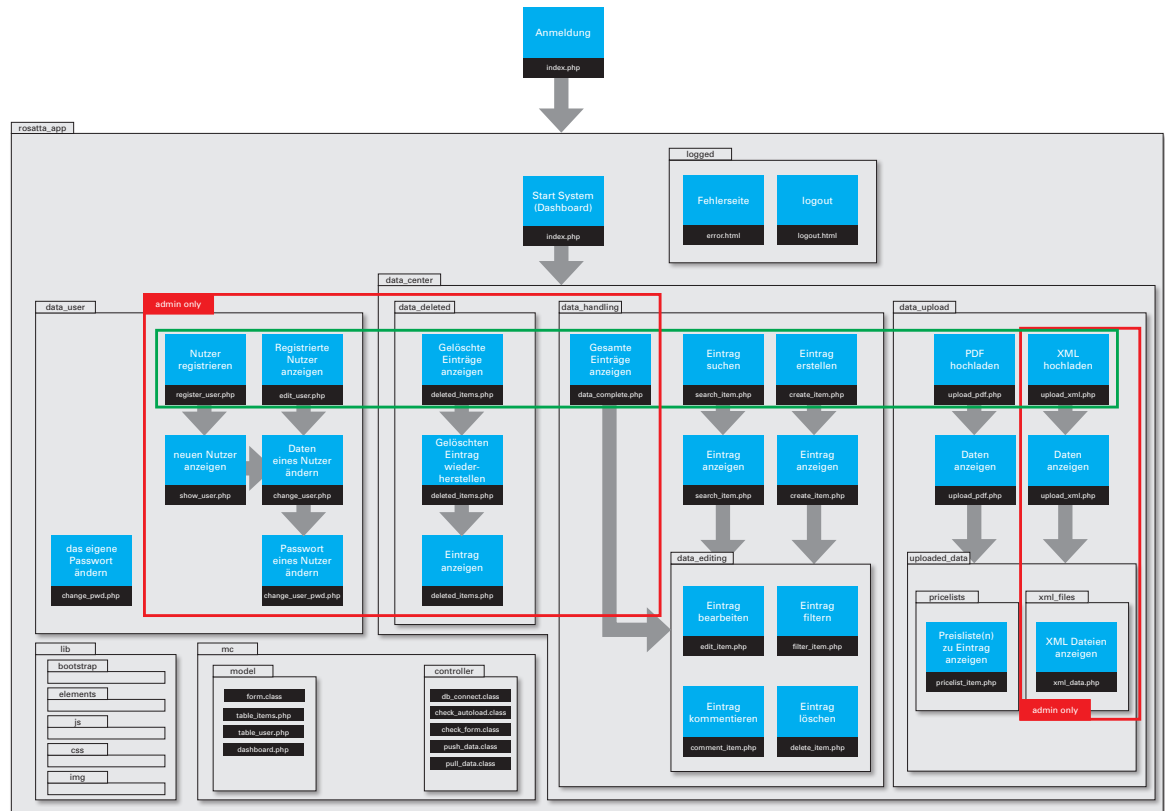 Anmeldung
index.php
rosatta_app
logged
Start System
(Dashboard)
index.php
Fehlerseite
error.html
logout
logout.html
data_center
data_user
admin only
data_deleted
data_handling
data_upload
Nutzer
registrieren
register_user.php
Registrierte
Nutzer
anzeigen
edit_user.php
Gelöschte
Einträge
anzeigen
deleted_items.php
Gesamte
Einträge
anzeigen
data_complete.php
Eintrag
suchen
search_item.php
Eintrag
erstellen
create_item.php
PDF
hochladen
upload_pdf.php
XML
hochladen
upload_xml.php
neuen Nutzer
anzeigen
show_user.php
Daten
eines Nutzer
ändern
change_user.php
Gelöschten
Eintrag
wieder-
herstellen
deleted_items.php
Eintrag
anzeigen
search_item.php
Eintrag
anzeigen
create_item.php
Daten
anzeigen
upload_pdf.php
Daten
anzeigen
upload_xml.php
das eigene
Passwort
ändern
change_pwd.php
Passwort
eines Nutzer
ändern
change_user_pwd.php
Eintrag
anzeigen
deleted_items.php
data_editing
uploaded_data
Eintrag
bearbeiten
edit_item.php
Eintrag
filtern
filter_item.php
pricelists
xml_files
Preisliste(n)
zu Eintrag
anzeigen
pricelist_item.php
XML Dateien
anzeigen
xml_data.php
admin only
Eintrag
kommentieren
comment_item.php
Eintrag
löschen
delete_item.php
lib
bootstrap
elements
js
css
img
mc
model
form.class
table_items.php
table_user.php
dashboard.php
controller
db_connect.class
check_autoload.class
check_form.class
push_data.class
pull_data.class